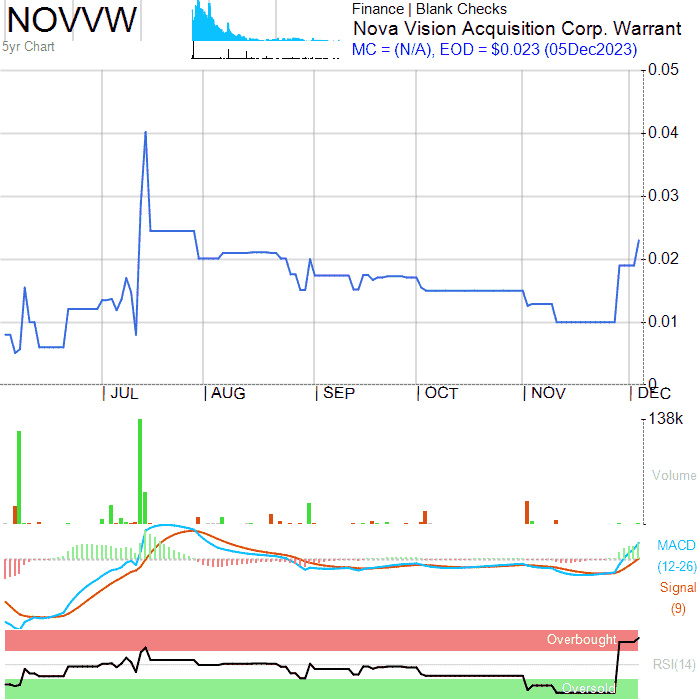 NOVVW
5yr Chart
Finance | Blank Checks
Nova Vision Acquisition Corp. Warrant
MC = (N/A), EOD = $0.023 (05Dec2023)
0.05
0.04
0.03
0.02
0.01
0
JUL AUG SEP OCT NOV DEC
138k
Volume
MACD
(12-26)
Signal
(9)
Overbought
RSI(14)
Oversold